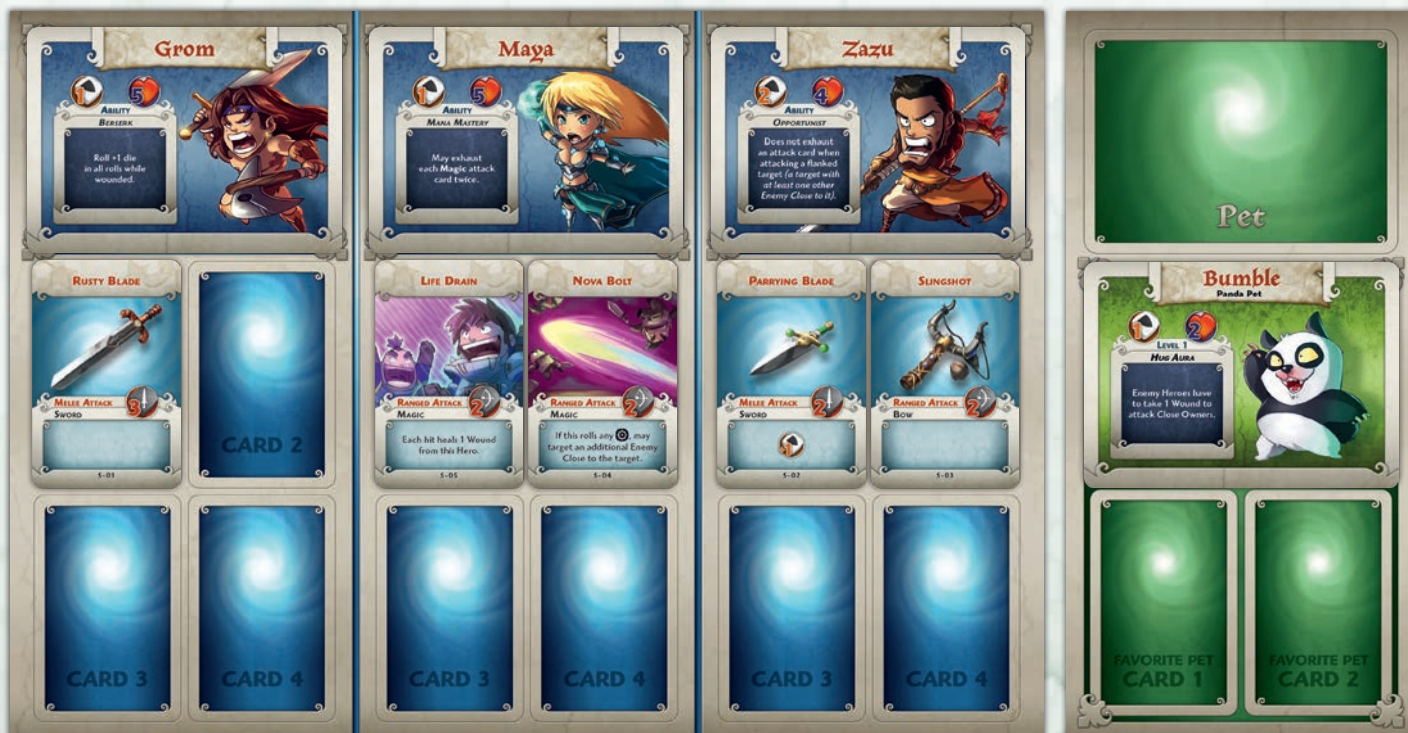 Grom
1 5
ABILITY
BERSERK
Roll +1 die
in all rolls while
wounded.
RUSTY BLADE
3
MELEE ATTACK
SWORD
S-01
CARD 2
CARD 3
CARD 4
Maya
1 5
ABILITY
MANA MASTERY
May exhaust
each Magic attack
card twice.
LIFE DRAIN
2
RANGED ATTACK
MAGIC
Each hit heals 1 Wound
from this Hero.
S-05
NOVA BOLT
2
RANGED ATTACK
MAGIC
If this rolls any , may
target an additional Enemy
Close to the target.
S-04
CARD 3
CARD 4
Zazu
2 4
ABILITY
OPPORTUNIST
Does not exhaust
an attack card when
attacking a flanked
target (a target with
at least one other
Enemy Close to it).
PARRYING BLADE
2
MELEE ATTACK
SWORD
1
S-02
SLINGSHOT
2
RANGED ATTACK
BOW
S-03
CARD 3
CARD 4
Pet
Bumble
Panda Pet
1 2
LEVEL 1
HUG AURA
Enemy Heroes have
to take 1 Wound to
attack Close Owners.
FAVORITE PET
CARD 1
FAVORITE PET
CARD 2